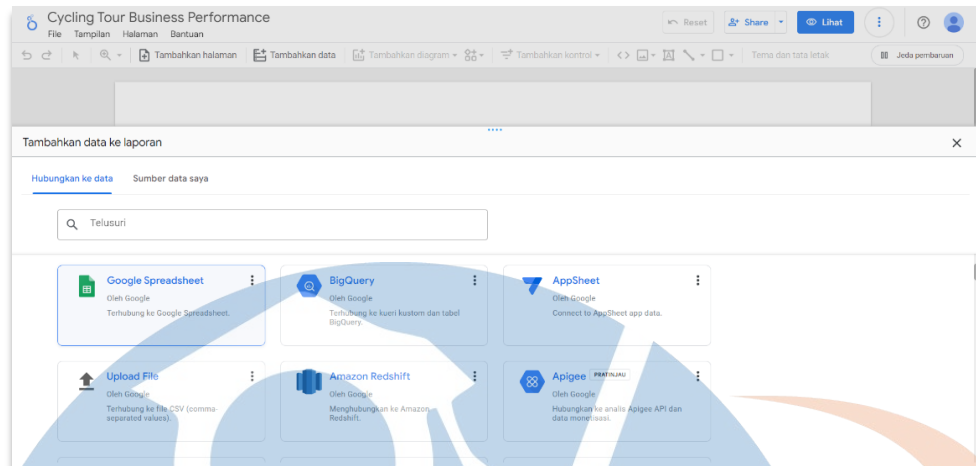 Cycling Tour Business Performance
File Tampilan Halaman Bantuan
Reset Share Lihat
Tambahkan halaman Tambahkan data Tambahkan diagram Tambahkan kontrol Tema dan tata letak Jeda pembaruan
Tambahkan data ke laporan
Hubungkan ke data Sumber data saya
Telusuri
Google Spreadsheet
Oleh Google
Terhubung ke Google Spreadsheet.
BigQuery
Oleh Google
Terhubung ke kueri kustom dan tabel
BigQuery.
AppSheet
Oleh Google
Connect to AppSheet app data.
Upload File
Oleh Google
Terhubung ke file CSV (comma-
separated values).
Amazon Redshift
Oleh Google
Menghubungkan ke Amazon
Redshift.
Apigee PRATINJAU
Oleh Google
Hubungkan ke analis Apigee API dan
data monetisasi.